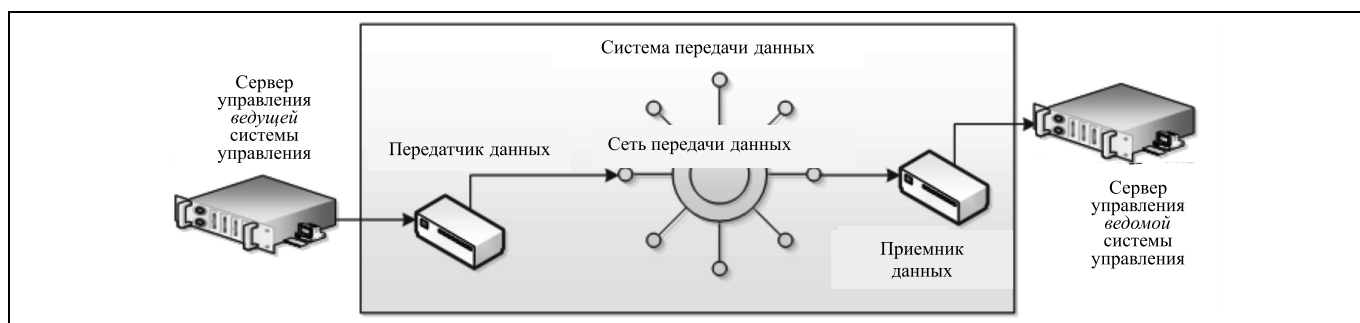 Система передачи данных
Сервер
управления
ведущей
системы
управления
Передатчик данных
Сеть передачи данных
Приемник
данных
Сервер
управления
ведомой
системы
управления